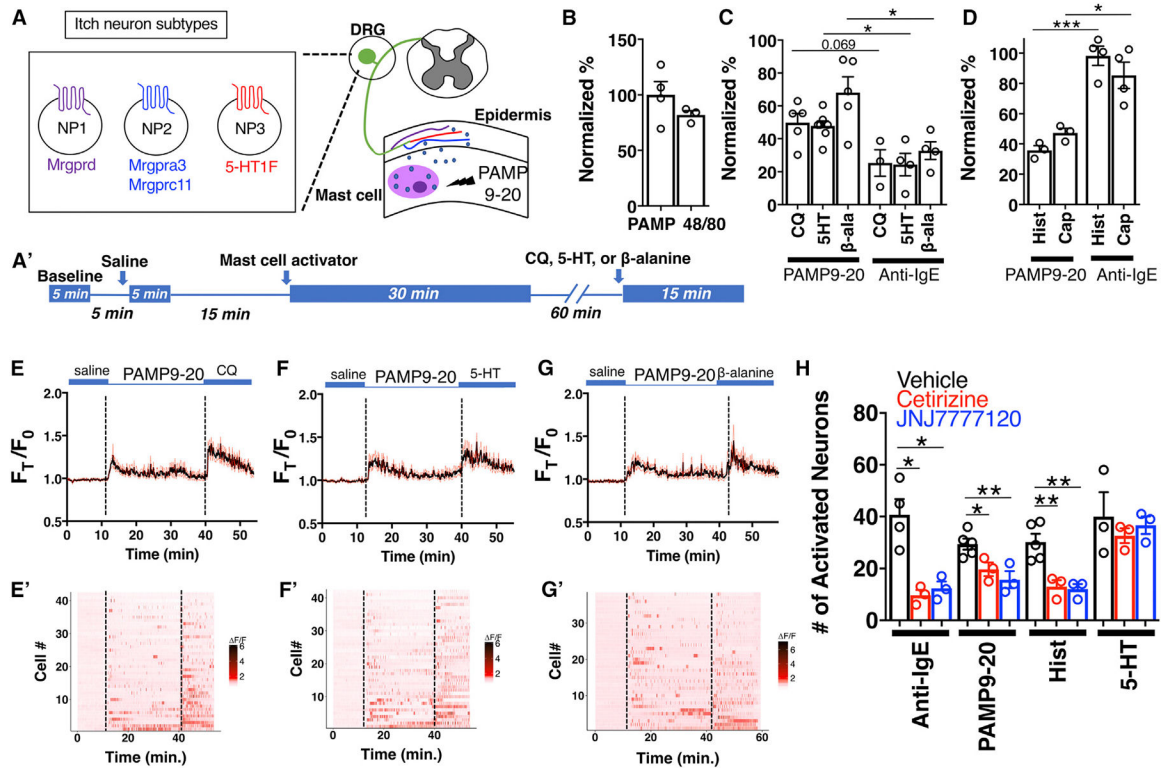 A
Itch neuron subtypes
NP1
NP2
NP3
Mrgprd
Mrgpra3
Mrgprc11
5-HT1F
DRG
Epidermis
Mast cell
PAMP
9-20
B
Normalized %
150
100
50
0
PAMP 48/80
C
Normalized %
100
80
60
40
20
0
0.069
*
*
CQ
5HT
β-ala
CQ
5HT
β-ala
PAMP9-20
Anti-IgE
D
Normalized %
100
80
60
40
20
0
***
*
Hist
Cap
Hist
Cap
PAMP9-20
Anti-IgE
A'
Baseline
Saline
Mast cell activator
CQ, 5-HT, or β-alanine
5 min
5 min
30 min
15 min
5 min
15 min
60 min
E
saline
PAMP9-20
CQ
FT/F0
2.0
1.5
1.0
0.5
0 10 20 30 40 50
Time (min)
F
saline
PAMP9-20
5-HT
2.0
1.5
1.0
0.5
0 10 20 30 40 50
Time (min)
G
saline
PAMP9-20
β-alanine
FT/F0
2.0
1.5
1.0
0.5
0 10 20 30 40 50
Time (min)
E'
Cell#
40
30
20
10
0 20 40
Time (min.)
ΔF/F
6
4
2
F'
Cell#
40
30
20
10
0 20 40
Time (min.)
ΔF/F
6
4
2
G'
Cell#
30
20
10
0 20 40 60
Time (min.)
ΔF/F
6
4
2
H
Vehicle
Cetirizine
JNJ7777120
# of Activated Neurons
80
60
40
20
0
*
*
**
*
**
**
Anti-IgE
PAMP9-20
Hist
5-HT